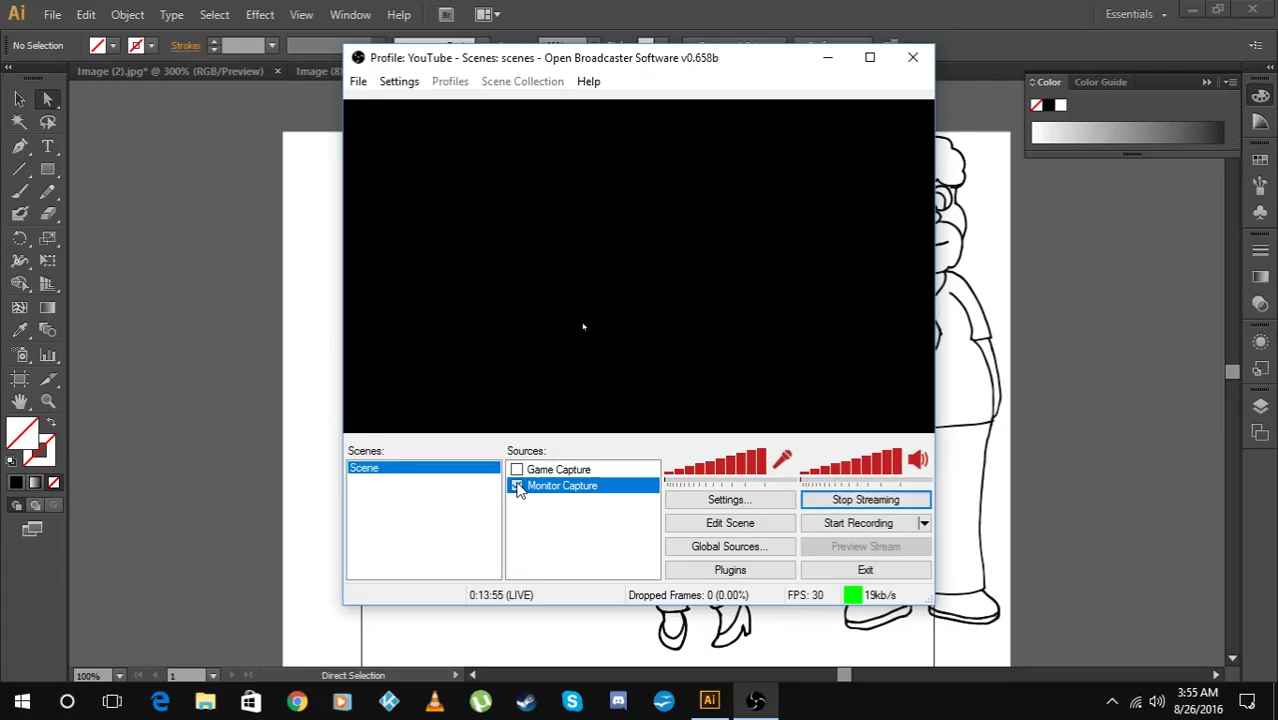 Ai File Edit Object Type Select Effect View Window Help Br Essentials
No Selection Stroke:
Image (2).jpg* @ 300% (RGB/Preview) × Image (8)
Color Color Guide
Profile: YouTube - Scenes: scenes - Open Broadcaster Software v0.658b
File Settings Profiles Scene Collection Help
Scenes: Sources:
Scene Game Capture
Monitor Capture
Settings... Stop Streaming
Edit Scene Start Recording
Global Sources... Preview Stream
Plugins Exit
0:13:55 (LIVE) Dropped Frames: 0 (0.00%) FPS: 30 19kb/s
100% 1 Direct Selection
3:55 AM
8/26/2016